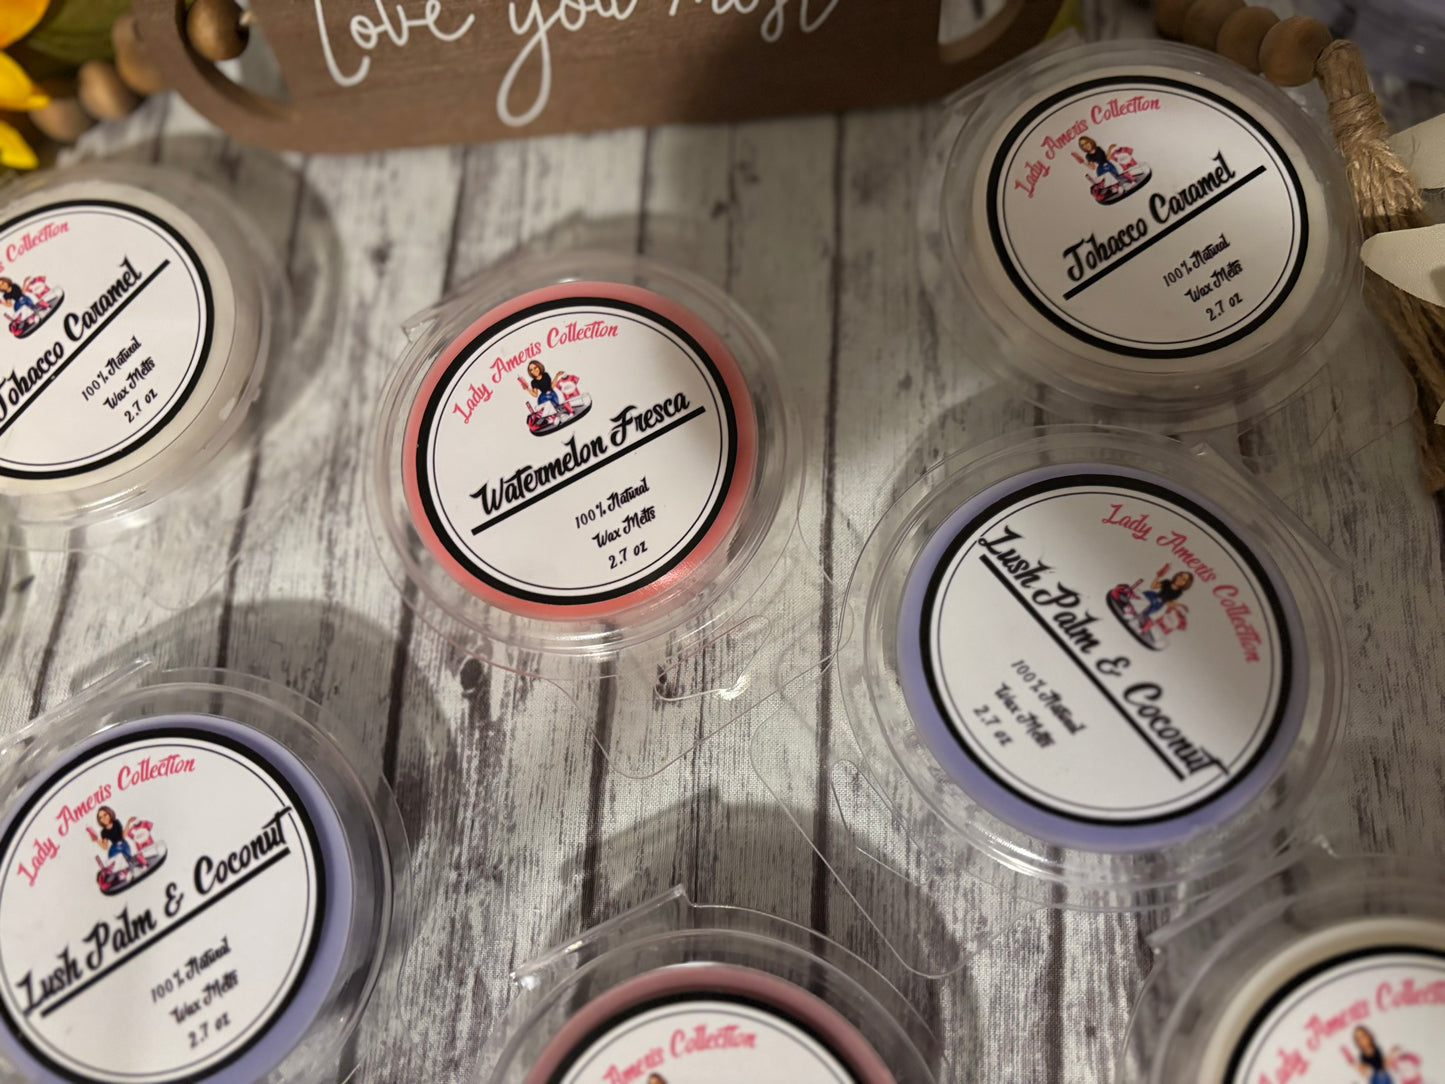 love you most
Lady Ameris Collection
Tobacco Caramel
100% Natural
Wax Melts
2.7 oz
Collection
Tobacco Caramel
100% Natural
Wax Melts
2.7 oz
Lady Ameris Collection
Watermelon Fresca
100% Natural
Wax Melts
2.7 oz
Lady Ameris Collection
Lush Palm & Coconut
100% Natural
Wax Melts
2.7 oz
Lady Ameris Collection
Lush Palm & Coconut
100% Natural
Wax Melts
2.7 oz
Ameris Collection
Lady Ameris Collection